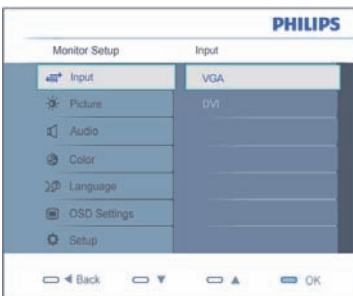 PHILIPS
Monitor Setup Input
Input VGA
Picture DVI
Audio
Color
Language
OSD Settings
Setup
Back OK